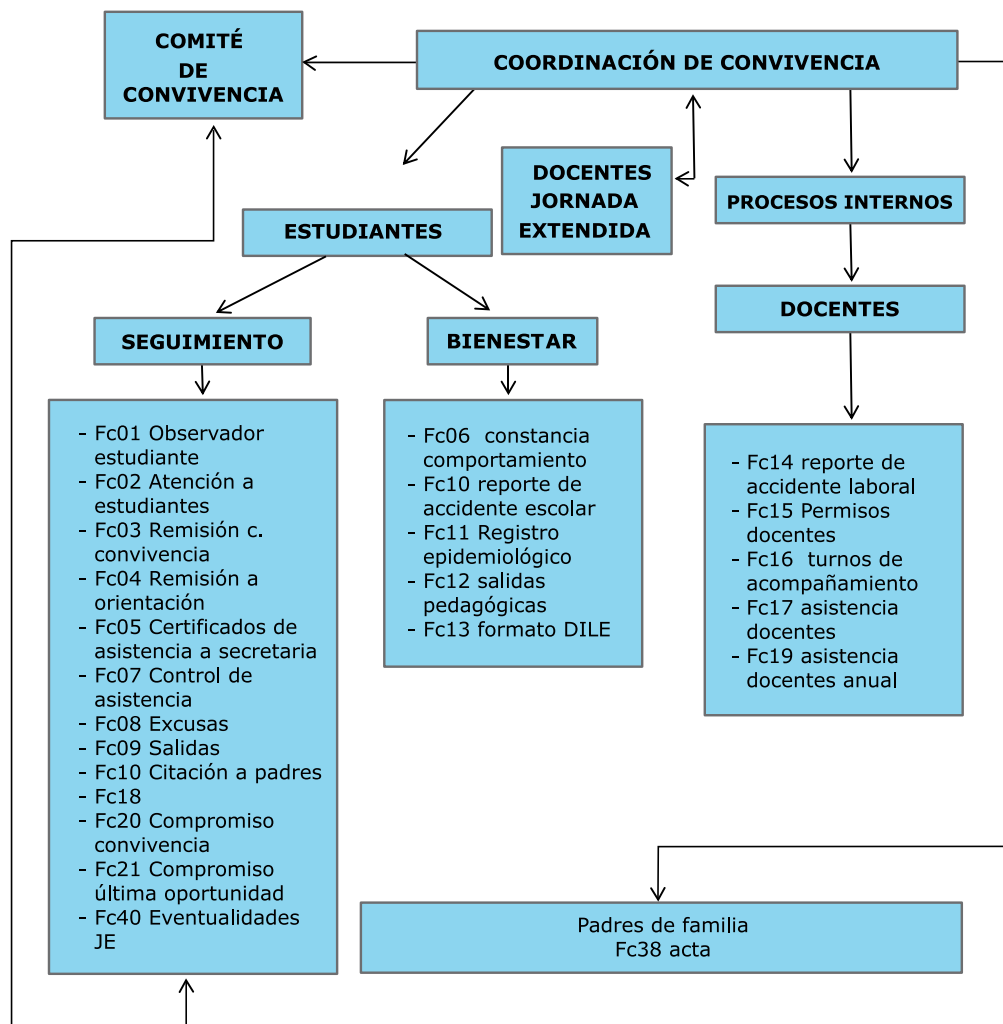 COMITÉ
DE
CONVIVENCIA
COORDINACIÓN DE CONVIVENCIA
DOCENTES
JORNADA
EXTENDIDA
PROCESOS INTERNOS
ESTUDIANTES
DOCENTES
SEGUIMIENTO
BIENESTAR
- Fc01 Observador
estudiante
- Fc02 Atención a
estudiantes
- Fc03 Remisión c.
convivencia
- Fc04 Remisión a
orientación
- Fc05 Certificados de
asistencia a secretaria
- Fc07 Control de
asistencia
- Fc08 Excusas
- Fc09 Salidas
- Fc10 Citación a padres
- Fc18
- Fc20 Compromiso
convivencia
- Fc21 Compromiso
última oportunidad
- Fc40 Eventualidades
JE
- Fc06 constancia
comportamiento
- Fc10 reporte de
accidente escolar
- Fc11 Registro
epidemiológico
- Fc12 salidas
pedagógicas
- Fc13 formato DILE
- Fc14 reporte de
accidente laboral
- Fc15 Permisos
docentes
- Fc16 turnos de
acompañamiento
- Fc17 asistencia
docentes
- Fc19 asistencia
docentes anual
Padres de familia
Fc38 acta